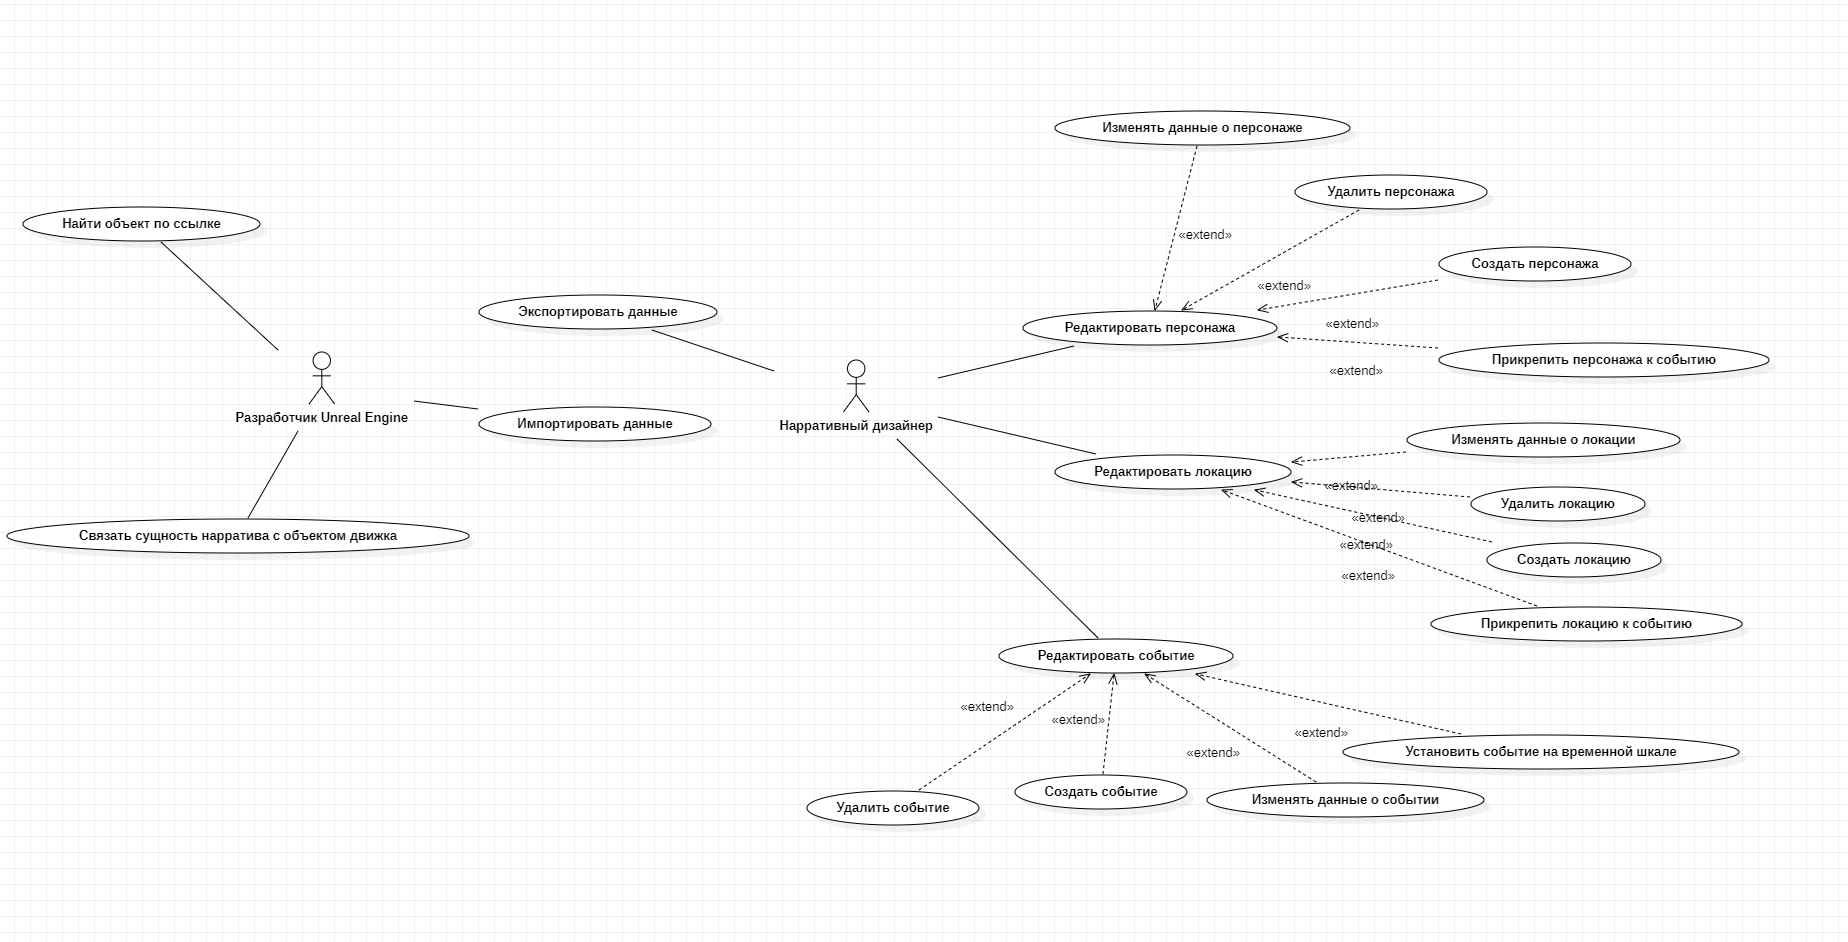 Изменять данные о персонаже
Удалить персонажа
Найти объект по ссылке
«extend»
Создать персонажа
«extend»
Экспортировать данные
Редактировать персонажа
«extend»
Прикрепить персонажа к событию
«extend»
Разработчик Unreal Engine
Импортировать данные
Нарративный дизайнер
Изменять данные о локации
Редактировать локацию
«extend»
Удалить локацию
«extend»
Связать сущность нарратива с объектом движка
«extend»
Создать локацию
«extend»
Прикрепить локацию к событию
Редактировать событие
«extend»
«extend»
«extend»
«extend»
Установить событие на временной шкале
Удалить событие
Создать событие
Изменять данные о событии